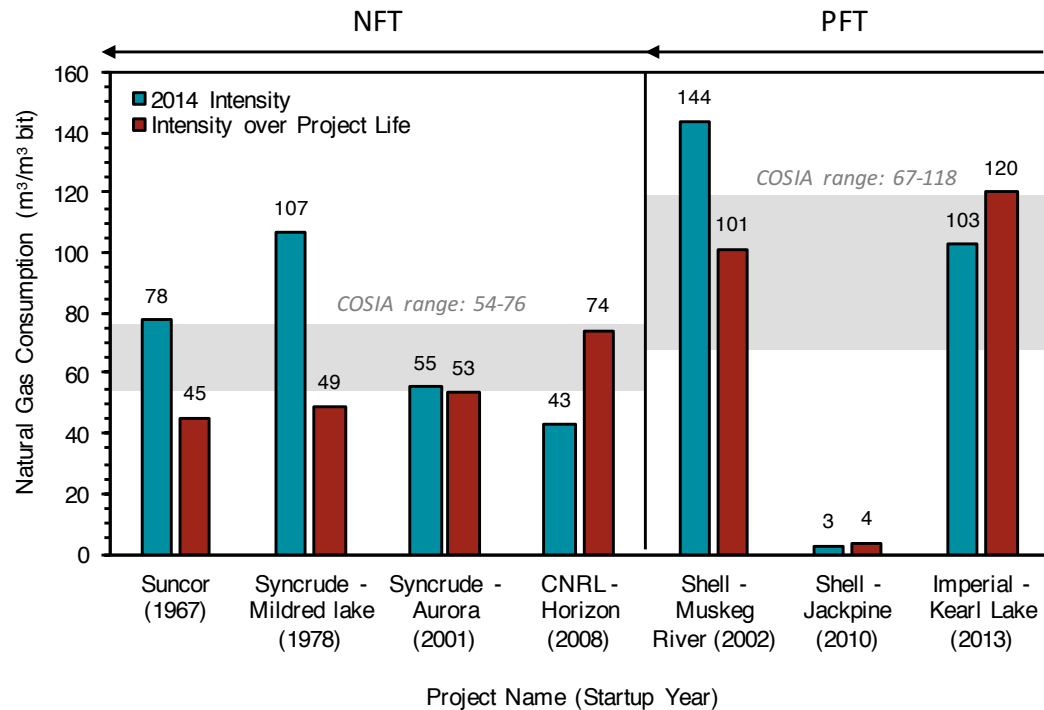 NFT
PFT
Natural Gas Consumption (m³/m³ bit)
160
140
120
100
80
60
40
20
0
2014 Intensity
Intensity over Project Life
COSIA range: 54-76
COSIA range: 67-118
78
45
107
49
55
53
43
74
144
101
3
4
103
120
Suncor
(1967)
Syncrude -
Mildred lake
(1978)
Syncrude -
Aurora
(2001)
CNRL -
Horizon
(2008)
Shell -
Muskeg
River (2002)
Shell -
Jackpine
(2010)
Imperial -
Kearl Lake
(2013)
Project Name (Startup Year)